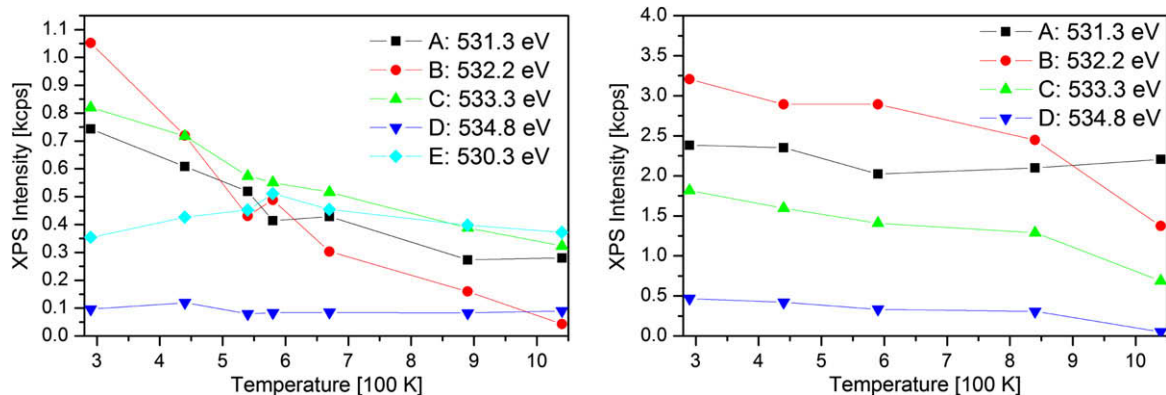 XPS Intensity [kcps]
1.1
1.0
0.9
0.8
0.7
0.6
0.5
0.4
0.3
0.2
0.1
0.0
A: 531.3 eV
B: 532.2 eV
C: 533.3 eV
D: 534.8 eV
E: 530.3 eV
3 4 5 6 7 8 9 10
Temperature [100 K]
XPS Intensity [kcps]
4.0
3.5
3.0
2.5
2.0
1.5
1.0
0.5
0.0
A: 531.3 eV
B: 532.2 eV
C: 533.3 eV
D: 534.8 eV
3 4 5 6 7 8 9 10
Temperature [100 K]